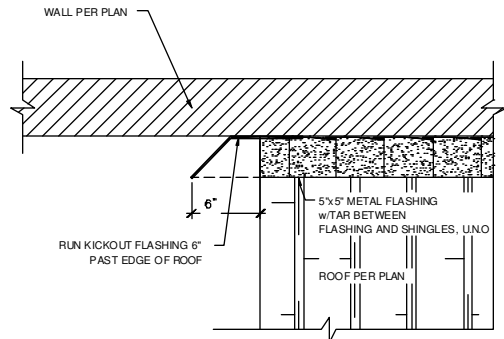 WALL PER PLAN
6"
5"x5" METAL FLASHING
w/TAR BETWEEN
FLASHING AND SHINGLES, U.N.O
RUN KICKOUT FLASHING 6"
PAST EDGE OF ROOF
ROOF PER PLAN